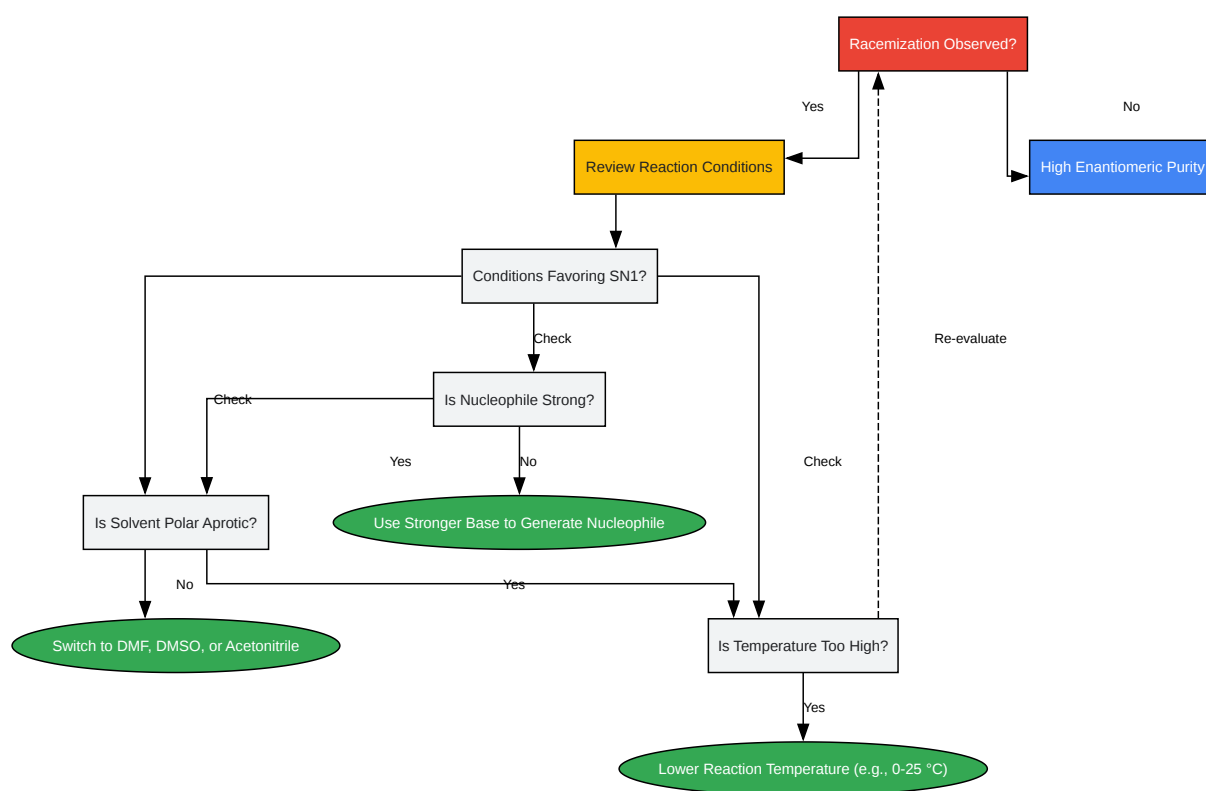 Racemization Observed?
Yes
No
Review Reaction Conditions
High Enantiomeric Purity
Conditions Favoring SN1?
Check
Re-evaluate
Is Nucleophile Strong?
Check
Yes
No
Check
Is Solvent Polar Aprotic?
Use Stronger Base to Generate Nucleophile
No
Yes
Switch to DMF, DMSO, or Acetonitrile
Is Temperature Too High?
Yes
Lower Reaction Temperature (e.g., 0-25 °C)